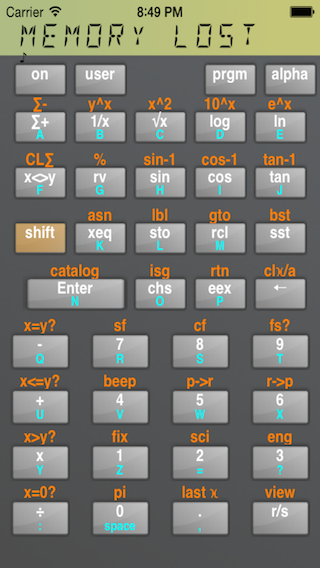 Carrier 8:49 PM
MEMORY LOST
on user prgm alpha
Σ- y^x x^2 10^x e^x
Σ+ 1/x √x log ln
A B C D E
CLΣ % sin-1 cos-1 tan-1
x<>y rv sin cos tan
F G H I J
asn lbl gto bst
shift xeq sto rcl sst
K L M
catalog isg rtn clx/a
Enter chs eex ←
N O P
x=y? sf cf fs?
- 7 8 9
Q R S T
x<=y? beep p->r r->p
+ 4 5 6
U V W X
x>y? fix sci eng
x 1 2 3
Y Z = ?
x=0? pi last x view
÷ 0 . r/s
: space ,